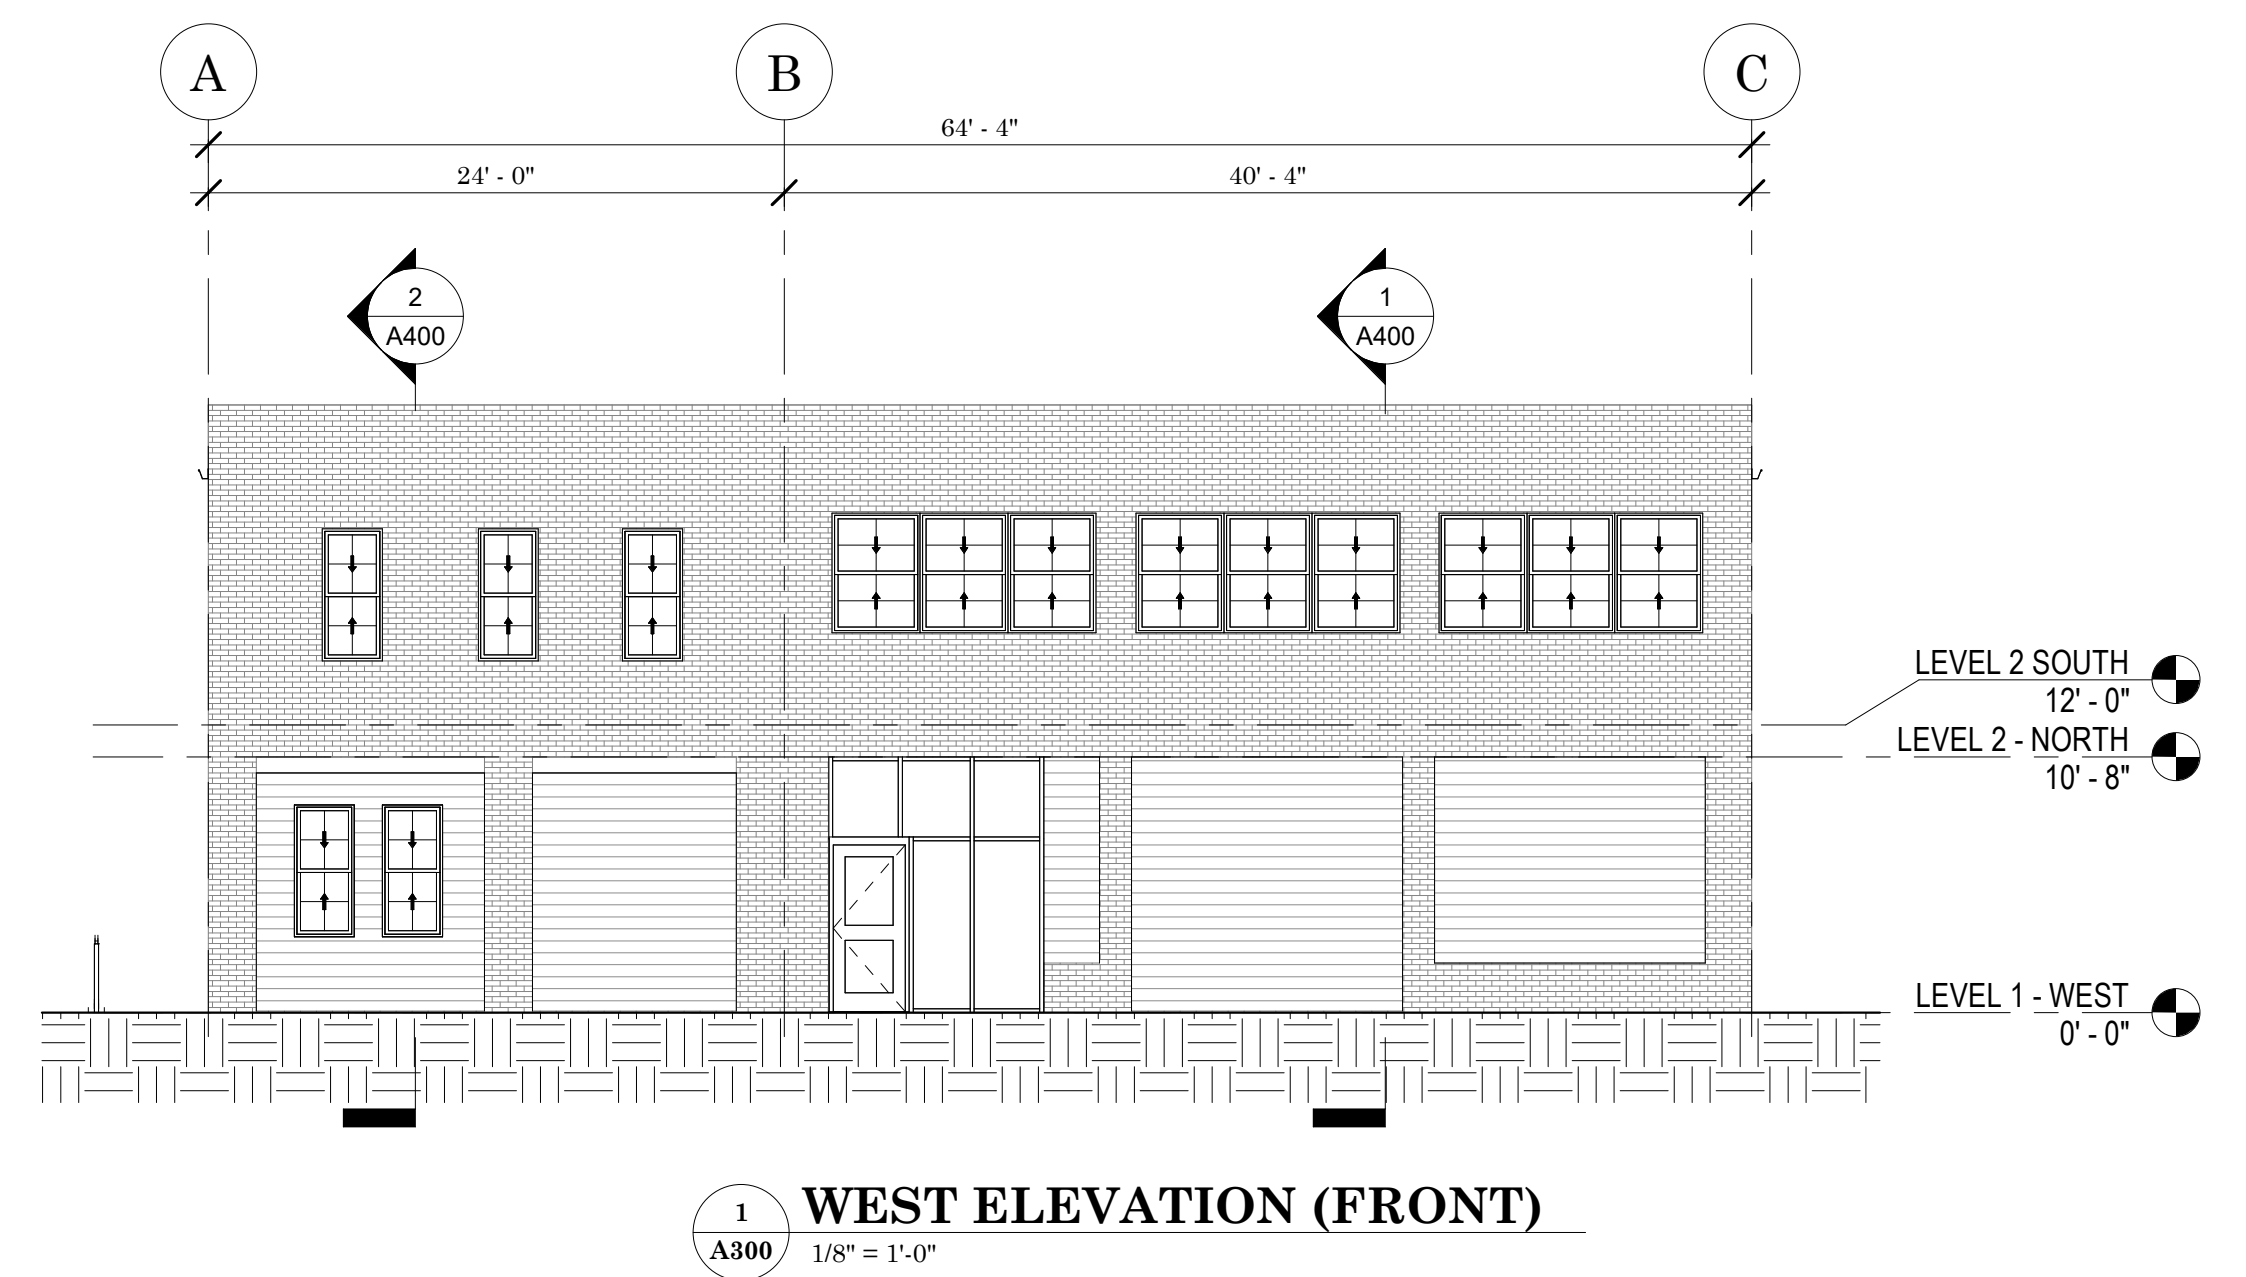 A
B
C
64' - 4"
24' - 0"
40' - 4"
2
A400
1
A400
LEVEL 2 SOUTH
12' - 0"
LEVEL 2 - NORTH
10' - 8"
LEVEL 1 - WEST
0' - 0"
1
A300
WEST ELEVATION (FRONT)
1/8" = 1'-0"